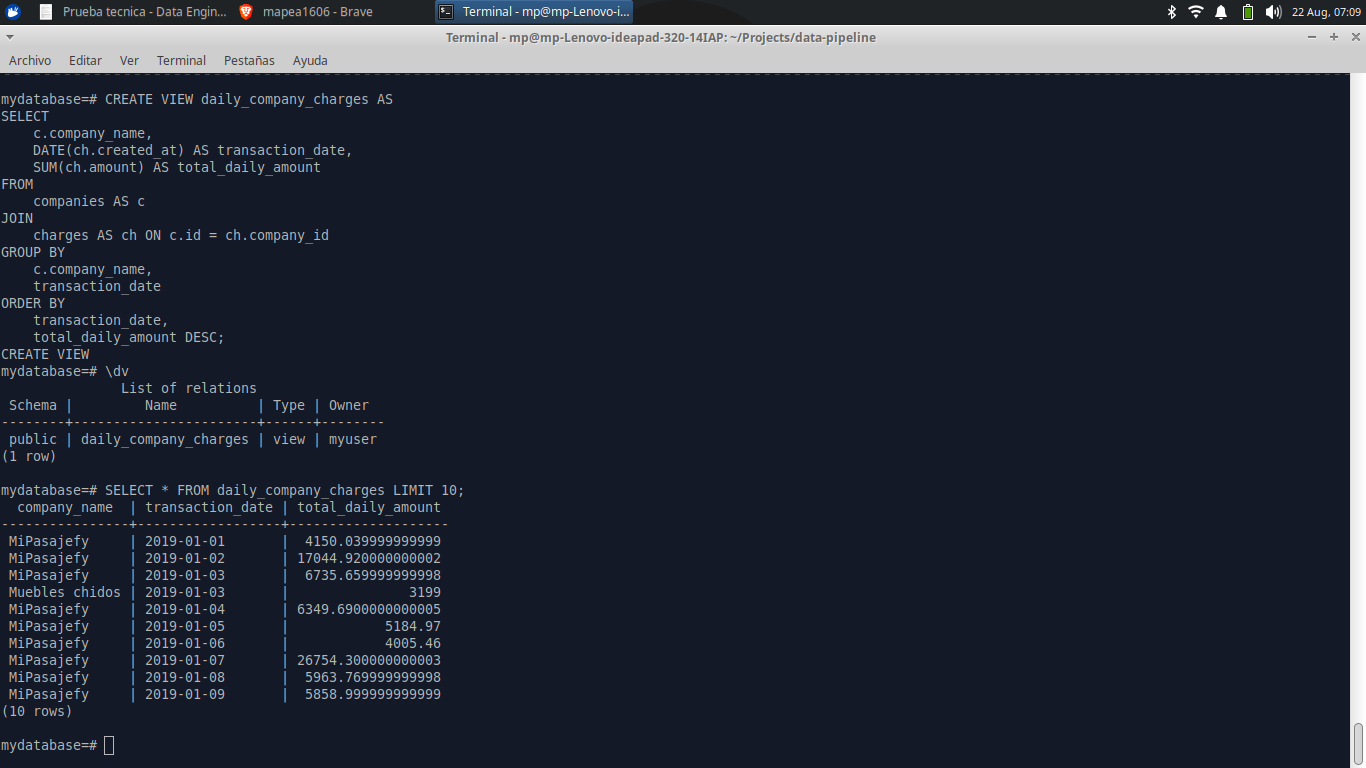 Prueba tecnica - Data Engin... mapea1606 - Brave Terminal - mp@mp-Lenovo-i... 22 Aug, 07:09
Terminal - mp@mp-Lenovo-ideapad-320-14IAP: ~/Projects/data-pipeline
Archivo Editar Ver Terminal Pestañas Ayuda
mydatabase=# CREATE VIEW daily_company_charges AS
SELECT
    c.company_name,
    DATE(ch.created_at) AS transaction_date,
    SUM(ch.amount) AS total_daily_amount
FROM
    companies AS c
JOIN
    charges AS ch ON c.id = ch.company_id
GROUP BY
    c.company_name,
    transaction_date
ORDER BY
    transaction_date,
    total_daily_amount DESC;
CREATE VIEW
mydatabase=# \dv
               List of relations
 Schema |         Name          | Type | Owner
--------+-----------------------+------+--------
 public | daily_company_charges | view | myuser
(1 row)
mydatabase=# SELECT * FROM daily_company_charges LIMIT 10;
  company_name  | transaction_date | total_daily_amount
----------------+------------------+--------------------
 MiPasajefy     | 2019-01-01       |  4150.039999999999
 MiPasajefy     | 2019-01-02       | 17044.920000000002
 MiPasajefy     | 2019-01-03       |  6735.659999999998
 Muebles chidos | 2019-01-03       |               3199
 MiPasajefy     | 2019-01-04       | 6349.6900000000005
 MiPasajefy     | 2019-01-05       |            5184.97
 MiPasajefy     | 2019-01-06       |            4005.46
 MiPasajefy     | 2019-01-07       | 26754.300000000003
 MiPasajefy     | 2019-01-08       |  5963.769999999998
 MiPasajefy     | 2019-01-09       |  5858.999999999999
(10 rows)
mydatabase=#